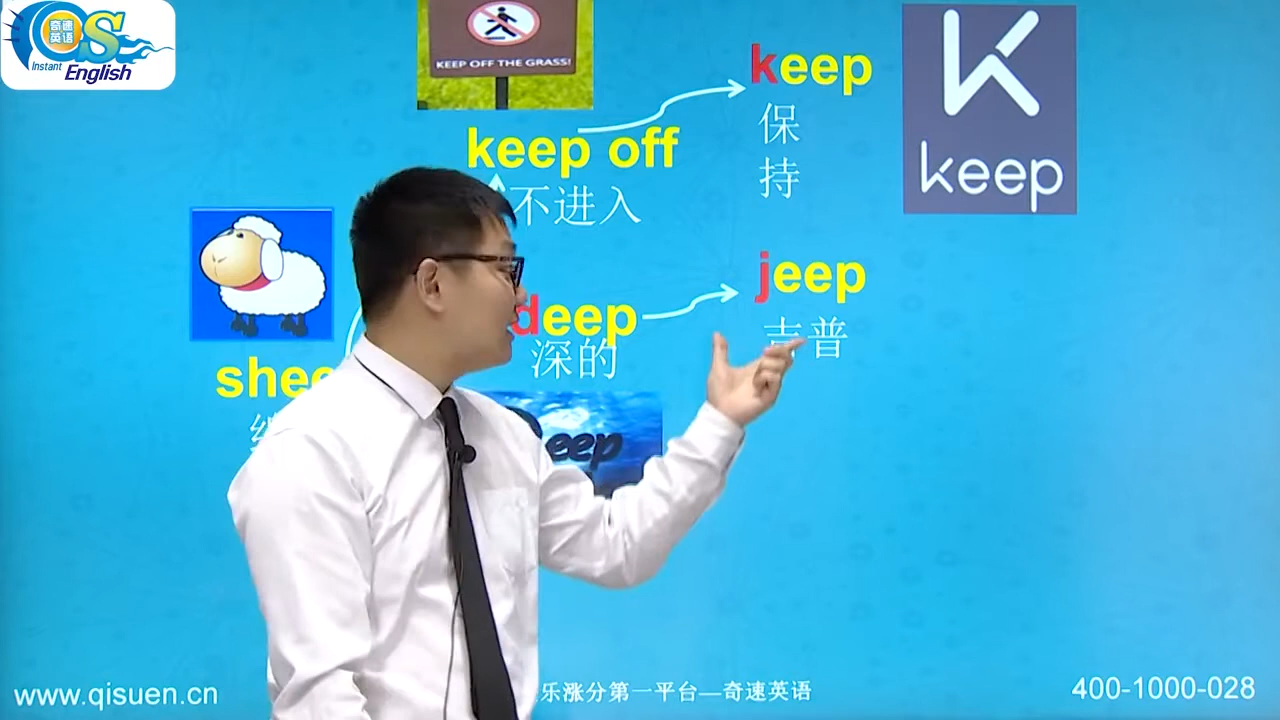 奇速
英语
QS
Instant
English
KEEP OFF THE GRASS!
keep off
不进入
keep
保
持
keep
deep
深的
jeep
吉普
www.qisuen.cn
乐涨分第一平台—奇速英语
400-1000-028